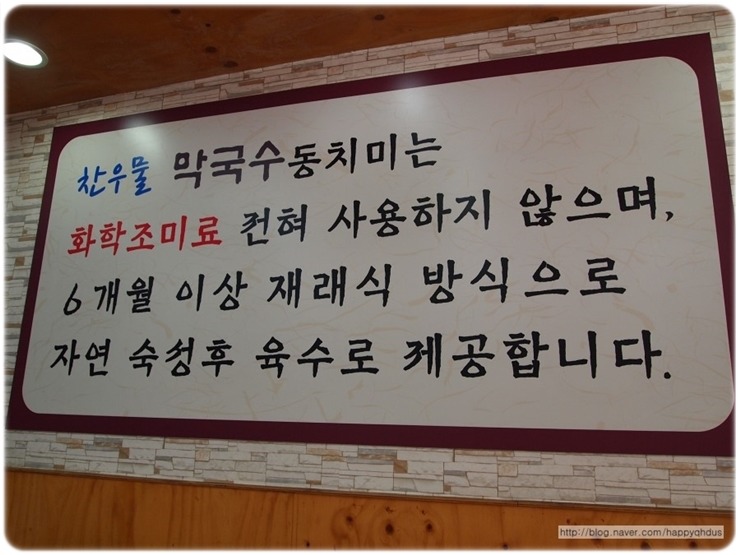 찬우물 막국수동치미는
화학조미료 전혀 사용하지 않으며,
6개월 이상 재래식 방식으로
자연 숙성후 육수로 제공합니다.
http://blog.naver.com/happyqhdus